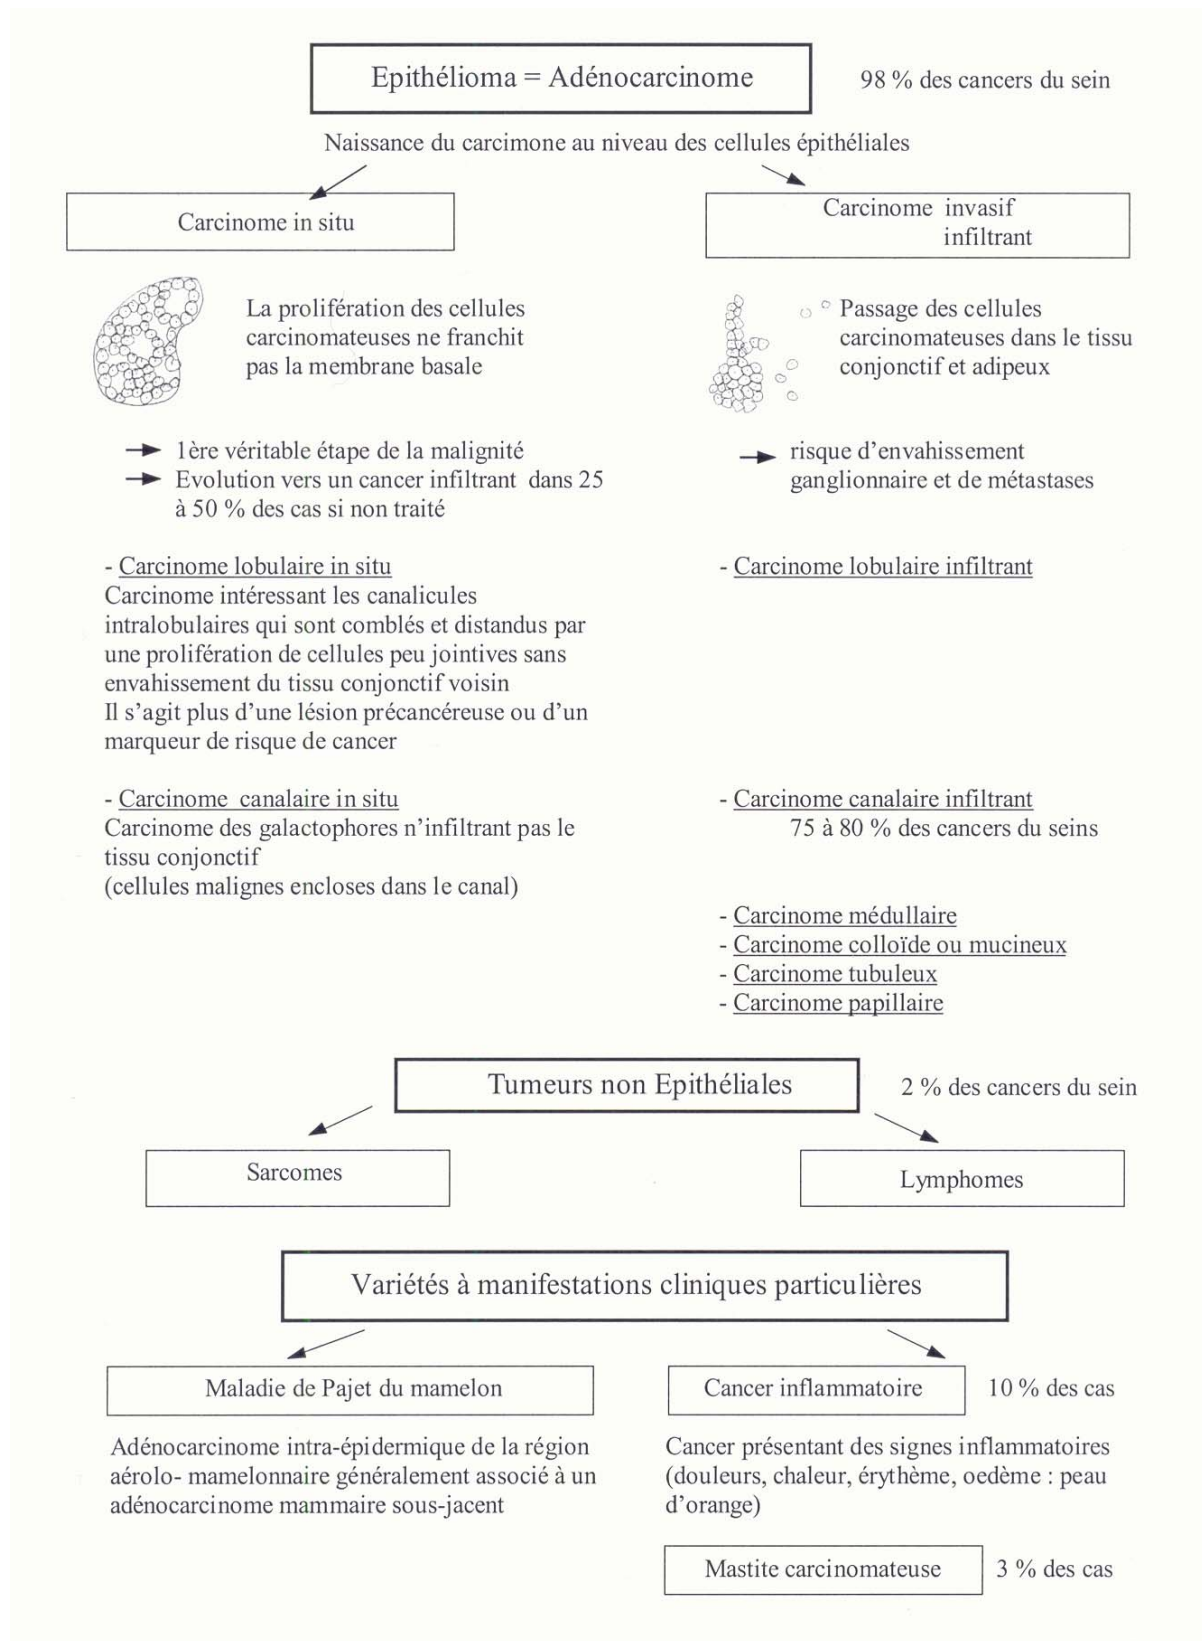 Epithélioma = Adénocarcinome
98 % des cancers du sein
Naissance du carcimone au niveau des cellules épithéliales
Carcinome in situ
La prolifération des cellules
carcinomateuses ne franchit
pas la membrane basale
1ère véritable étape de la malignité
Evolution vers un cancer infiltrant dans 25
à 50 % des cas si non traité
- Carcinome lobulaire in situ
Carcinome intéressant les canalicules
intralobulaires qui sont comblés et distandus par
une prolifération de cellules peu jointives sans
envahissement du tissu conjonctif voisin
Il s’agit plus d’une lésion précancéreuse ou d’un
marqueur de risque de cancer
- Carcinome canalaire in situ
Carcinome des galactophores n’infiltrant pas le
tissu conjonctif
(cellules malignes encloses dans le canal)
Carcinome invasif
infiltrant
Passage des cellules
carcinomateuses dans le tissu
conjonctif et adipeux
risque d’envahissement
ganglionnaire et de métastases
- Carcinome lobulaire infiltrant
- Carcinome canalaire infiltrant
75 à 80 % des cancers du seins
- Carcinome médullaire
- Carcinome colloïde ou mucineux
- Carcinome tubuleux
- Carcinome papillaire
Tumeurs non Epithéliales
2 % des cancers du sein
Sarcomes
Lymphomes
Variétés à manifestations cliniques particulières
Maladie de Pajet du mamelon
Adénocarcinome intra-épidermique de la région
aérolo- mamelonnaire généralement associé à un
adénocarcinome mammaire sous-jacent
Cancer inflammatoire
10 % des cas
Cancer présentant des signes inflammatoires
(douleurs, chaleur, érythème, oedème : peau
d’orange)
Mastite carcinomateuse
3 % des cas